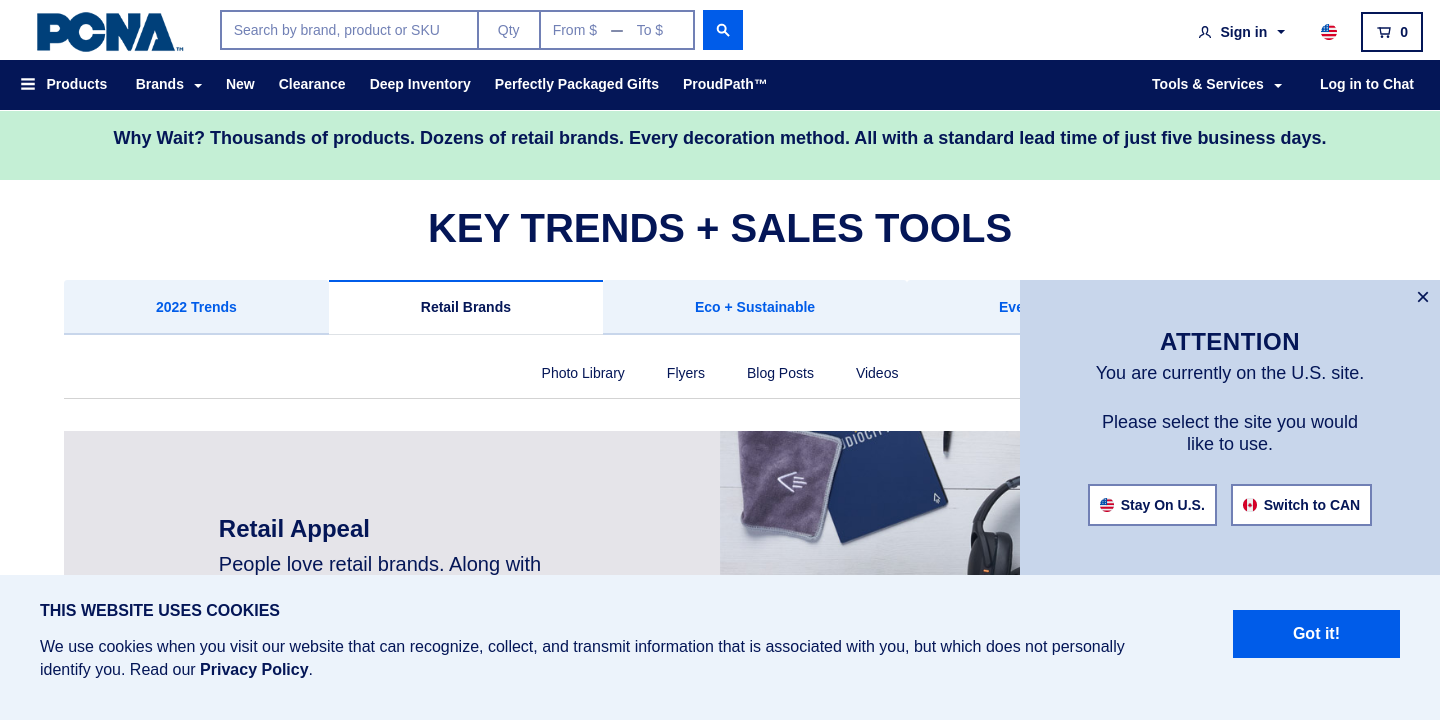 PCNA™
Search by brand, product or SKU
Qty
From $ — To $
Sign in
0
Products
Brands
New
Clearance
Deep Inventory
Perfectly Packaged Gifts
ProudPath™
Tools & Services
Log in to Chat
Why Wait? Thousands of products. Dozens of retail brands. Every decoration method. All with a standard lead time of just five business days.
KEY TRENDS + SALES TOOLS
2022 Trends
Retail Brands
Eco + Sustainable
Photo Library
Flyers
Blog Posts
Videos
×
ATTENTION
You are currently on the U.S. site.
Please select the site you would
like to use.
Stay On U.S.
Switch to CAN
Retail Appeal
People love retail brands. Along with
THIS WEBSITE USES COOKIES
We use cookies when you visit our website that can recognize, collect, and transmit information that is associated with you, but which does not personally
identify you. Read our Privacy Policy.
Got it!